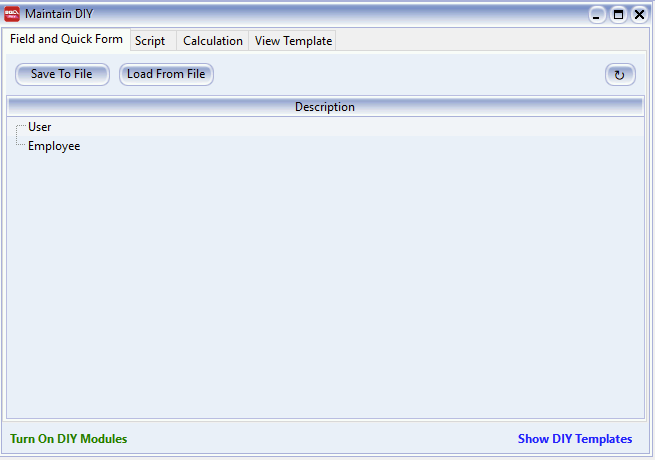 Maintain DIY
Field and Quick Form Script Calculation View Template
Save To File Load From File
Description
User
Employee
Turn On DIY Modules Show DIY Templates